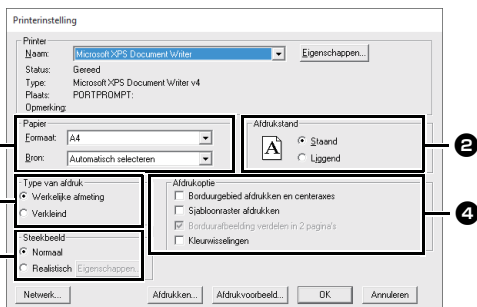 Printerinstelling
Printer
Naam: Microsoft XPS Document Writer Eigenschappen...
Status: Gereed
Type: Microsoft XPS Document Writer v4
Plaats: PORTPROMPT:
Opmerking:
Papier
Formaat: A4
Bron: Automatisch selecteren
Afdrukstand
A
Staand
Liggend
2
Type van afdruk
Werkelijke afmeting
Verkleind
Afdrukoptie
Borduurgebied afdrukken en centeraxes
Sjabloonraster afdrukken
Borduurafbeelding verdelen in 2 pagina's
Kleurwisselingen
4
Steekbeeld
Normaal
Realistisch Eigenschappen...
Netwerk... Afdrukken... Afdrukvoorbeeld... OK Annuleren